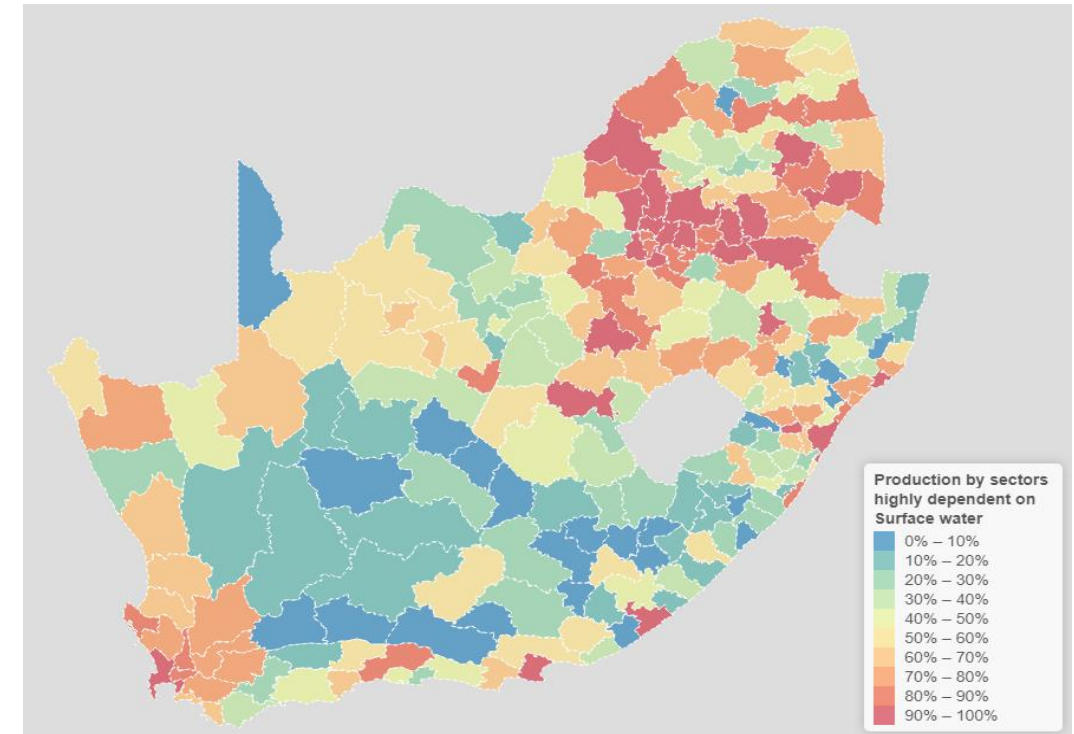 Production by sectors
highly dependent on
Surface water
0% – 10%
10% – 20%
20% – 30%
30% – 40%
40% – 50%
50% – 60%
60% – 70%
70% – 80%
80% – 90%
90% – 100%